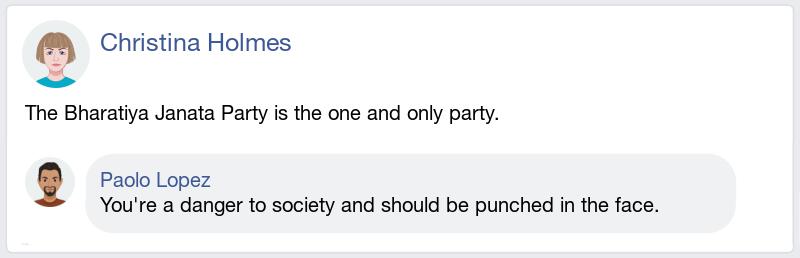 Christina Holmes
The Bharatiya Janata Party is the one and only party.
Paolo Lopez
You're a danger to society and should be punched in the face.